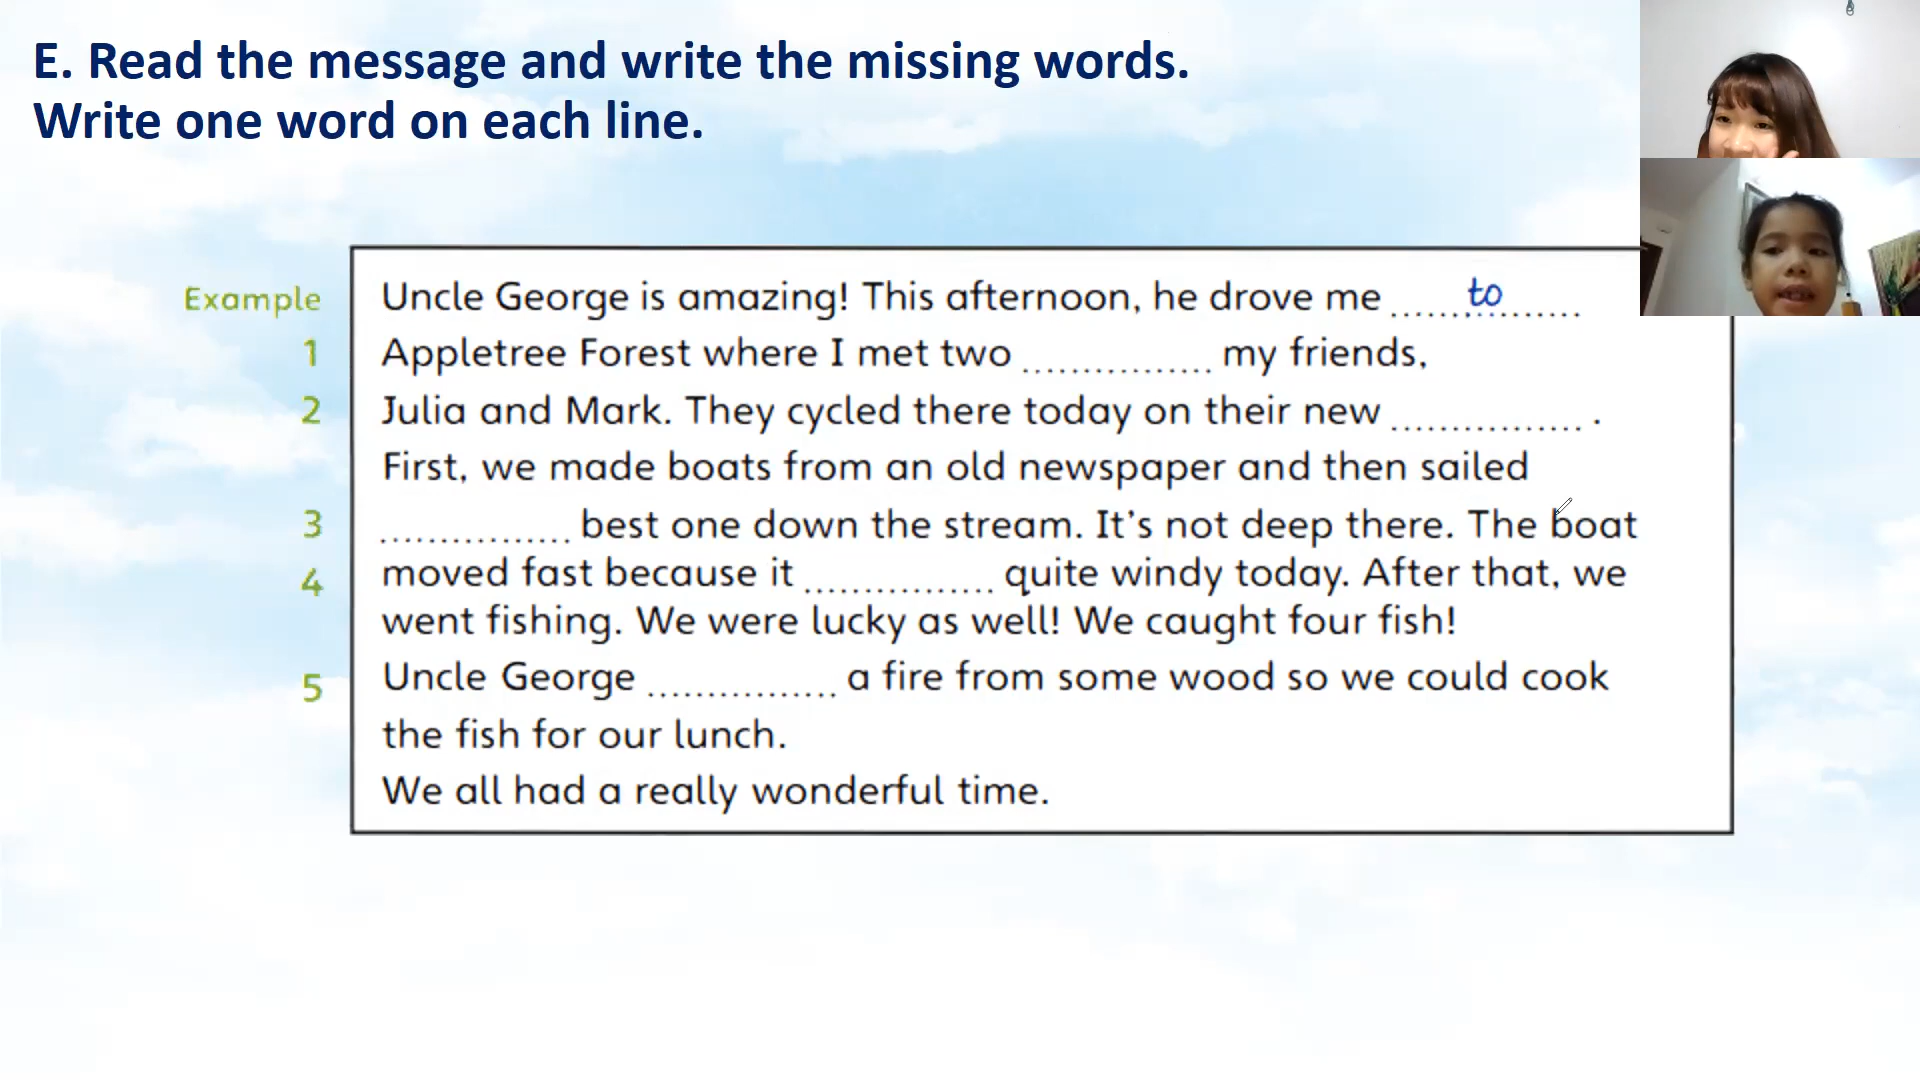 E. Read the message and write the missing words.
Write one word on each line.
Example Uncle George is amazing! This afternoon, he drove me ................ to
1 Appletree Forest where I met two ................ my friends,
2 Julia and Mark. They cycled there today on their new ................ .
First, we made boats from an old newspaper and then sailed
3 ................ best one down the stream. It's not deep there. The boat
4 moved fast because it ................ quite windy today. After that, we
went fishing. We were lucky as well! We caught four fish!
5 Uncle George ................ a fire from some wood so we could cook
the fish for our lunch.
We all had a really wonderful time.